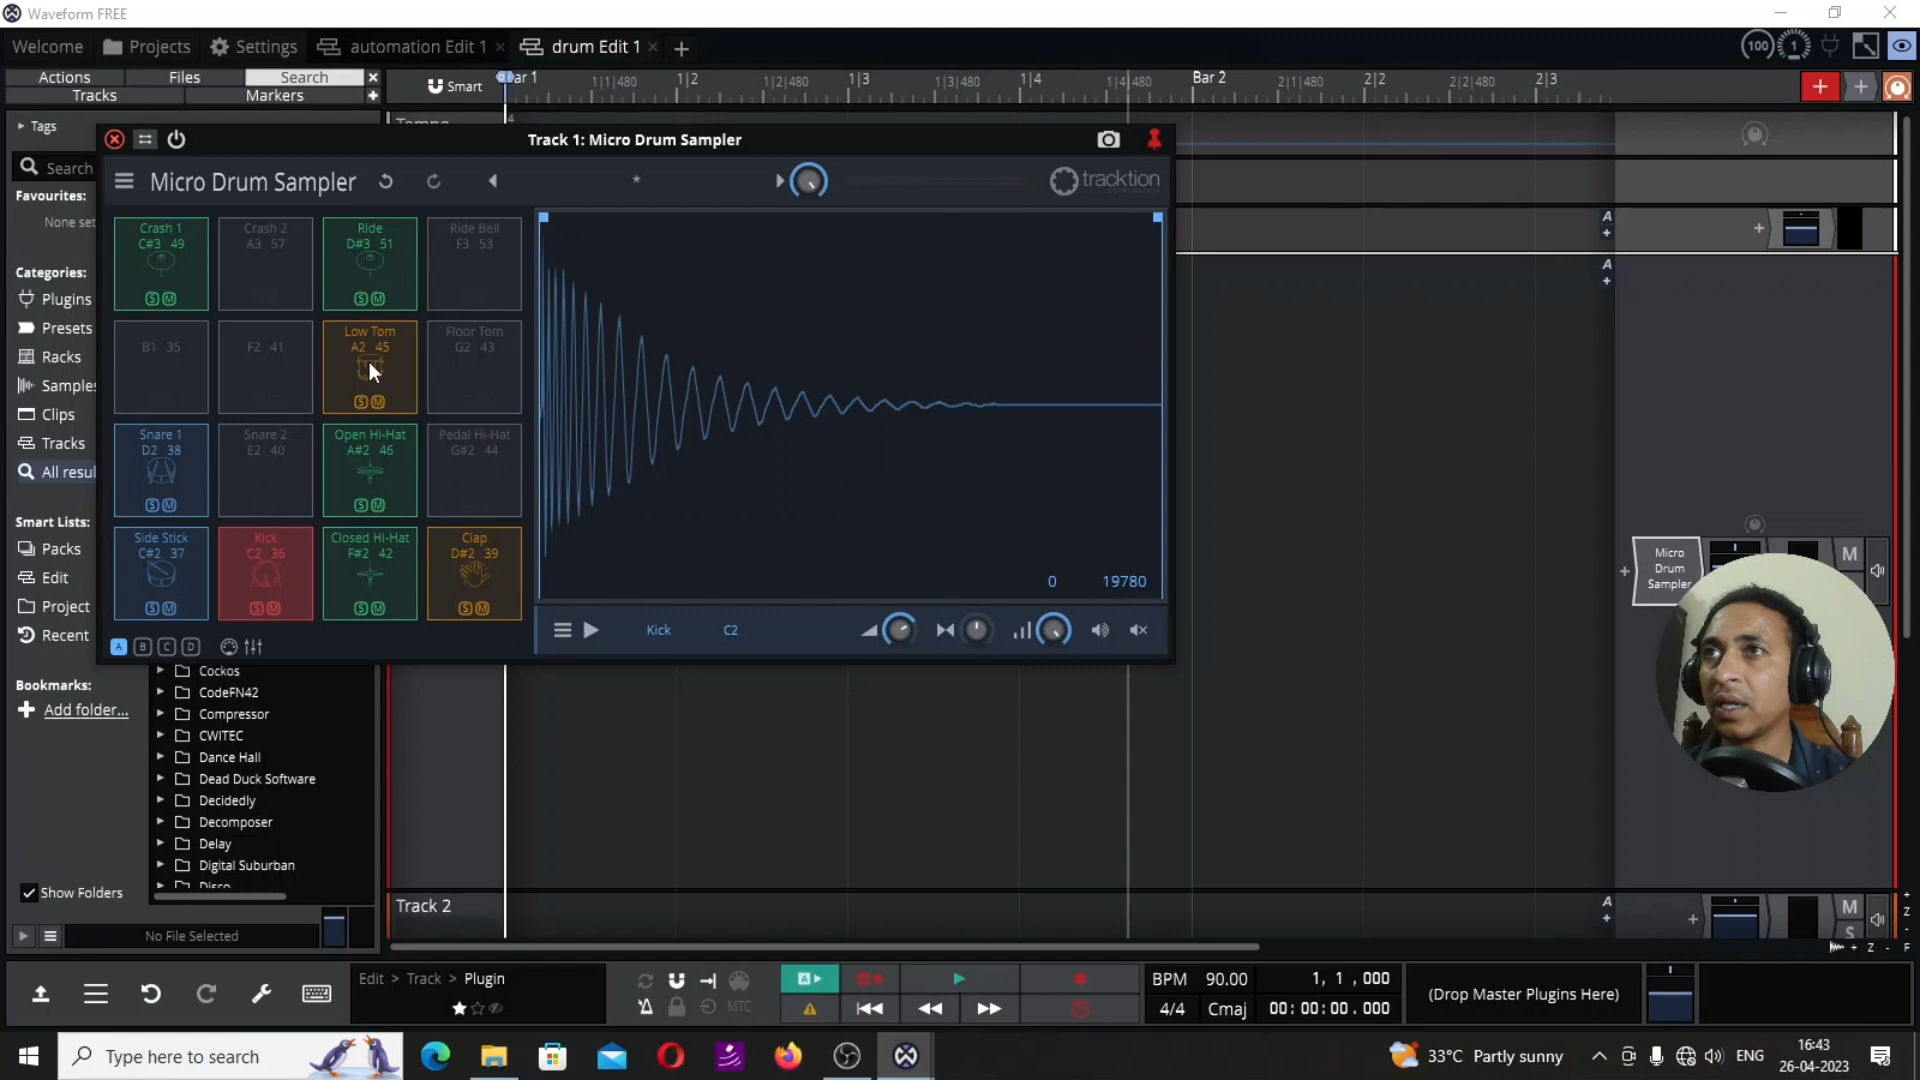 Waveform FREE
Welcome
Projects
Settings
automation Edit 1
drum Edit 1
100
1
Actions
Files
Search
Tracks
Markers
Smart
Bar 1
1|1|480
1|2
1|2|480
1|3
1|3|480
1|4
1|4|480
Bar 2
2|1|480
2|2
2|2|480
2|3
4
Tags
Search
Favourites:
None set
Categories:
Plugins
Presets
Racks
Samples
Clips
Tracks
All resul
Smart Lists:
Packs
Edit
Project
Recent
Bookmarks:
Add folder...
Show Folders
No File Selected
Track 1: Micro Drum Sampler
Micro Drum Sampler
*
tracktion
Crash 1
C#3 49
S M
Crash 2
A3 57
Ride
D#3 51
S M
Ride Bell
F3 53
B1 35
F2 41
Low Tom
A2 45
S M
Floor Tom
G2 43
Snare 1
D2 38
S M
Snare 2
E2 40
Open Hi-Hat
A#2 46
S M
Pedal Hi-Hat
G#2 44
Side Stick
C#2 37
S M
Kick
C2 36
S M
Closed Hi-Hat
F#2 42
S M
Clap
D#2 39
S M
A B C D
0 19780
Kick
C2
Cockos
CodeFN42
Compressor
CWITEC
Dance Hall
Dead Duck Software
Decidedly
Decomposer
Delay
Digital Suburban
Disco
A
A
Micro
Drum
Sampler
M
Track 2
A
M
S
Z
Z
F
Edit > Track > Plugin
MTC
A
BPM 90.00
1, 1 ,000
4/4 Cmaj
00:00:00.000
(Drop Master Plugins Here)
Type here to search
33°C Partly sunny
ENG
16:43
26-04-2023